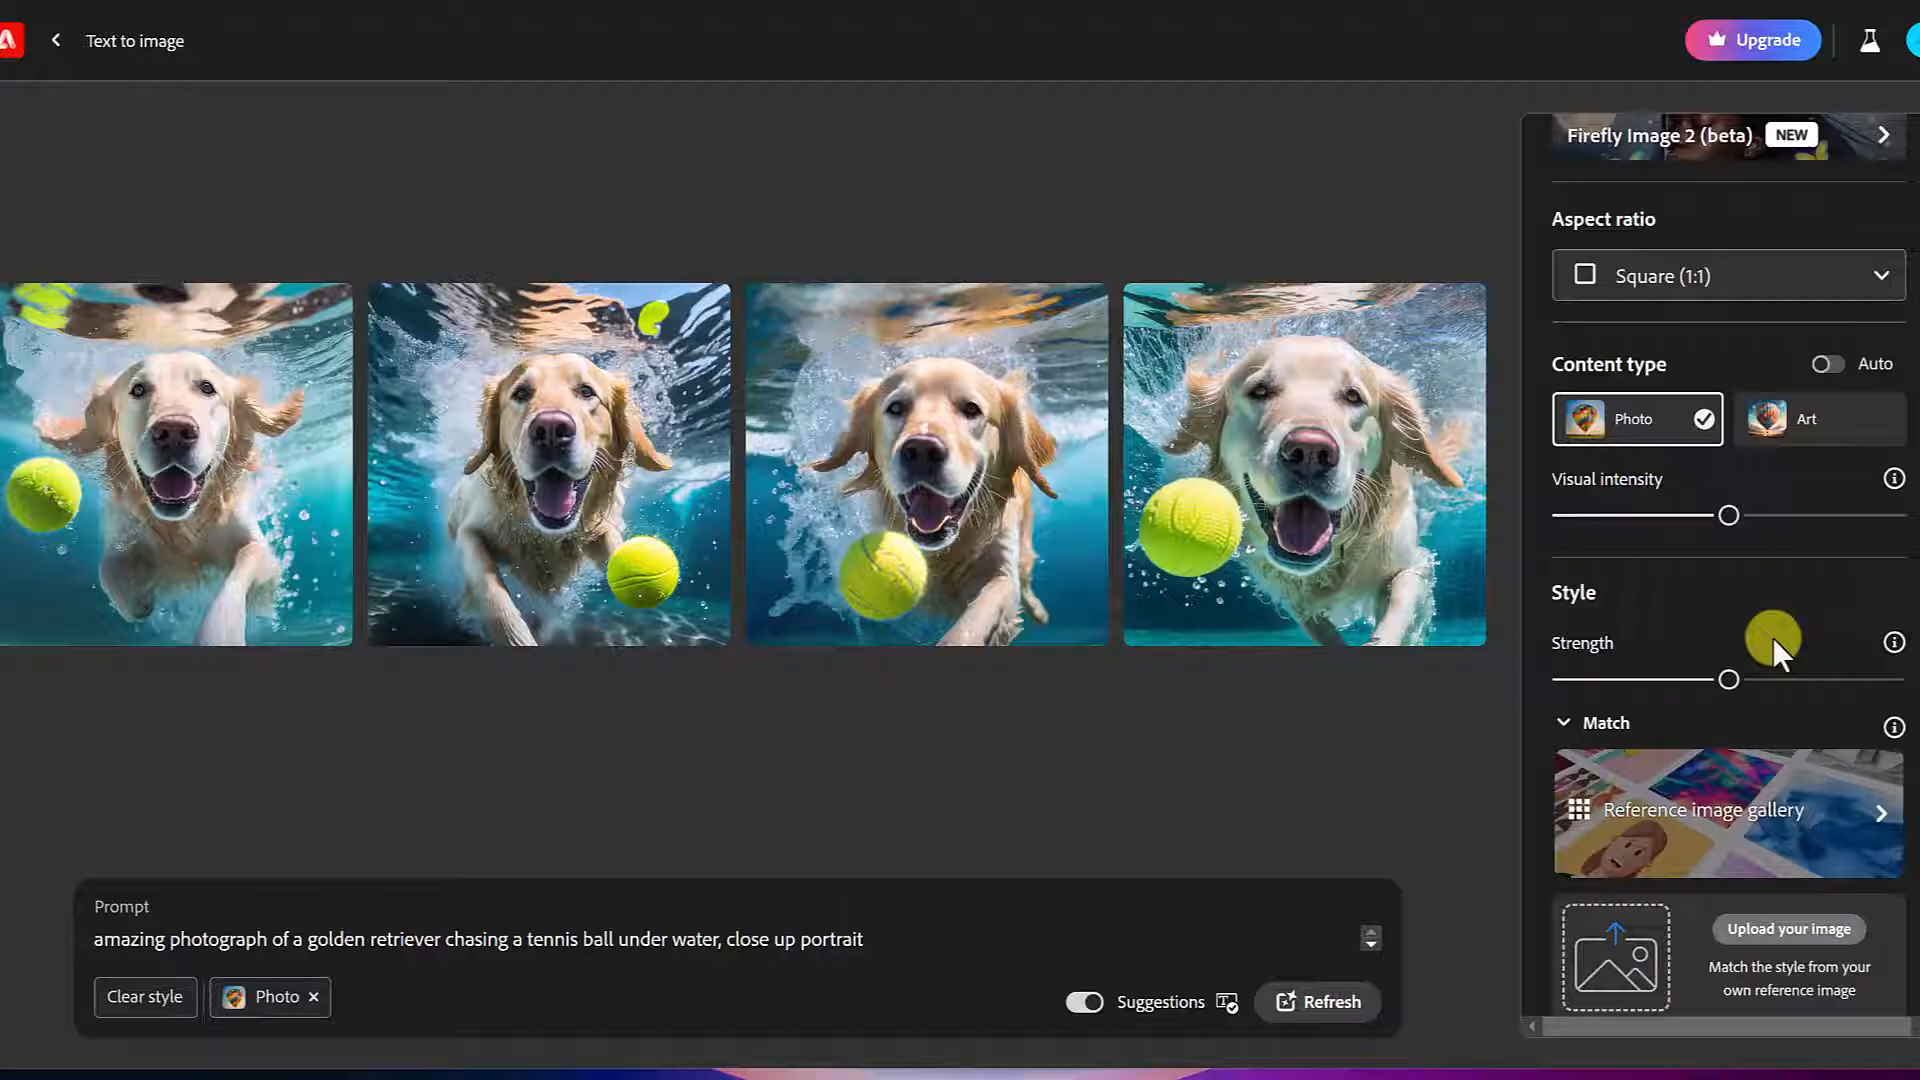 Text to image
Upgrade
Firefly Image 2 (beta) NEW
Aspect ratio
Square (1:1)
Content type
Auto
Photo
Art
Visual intensity
Style
Strength
Match
Reference image gallery
Upload your image
Match the style from your
own reference image
Prompt
amazing photograph of a golden retriever chasing a tennis ball under water, close up portrait
Clear style
Photo
Suggestions
Refresh